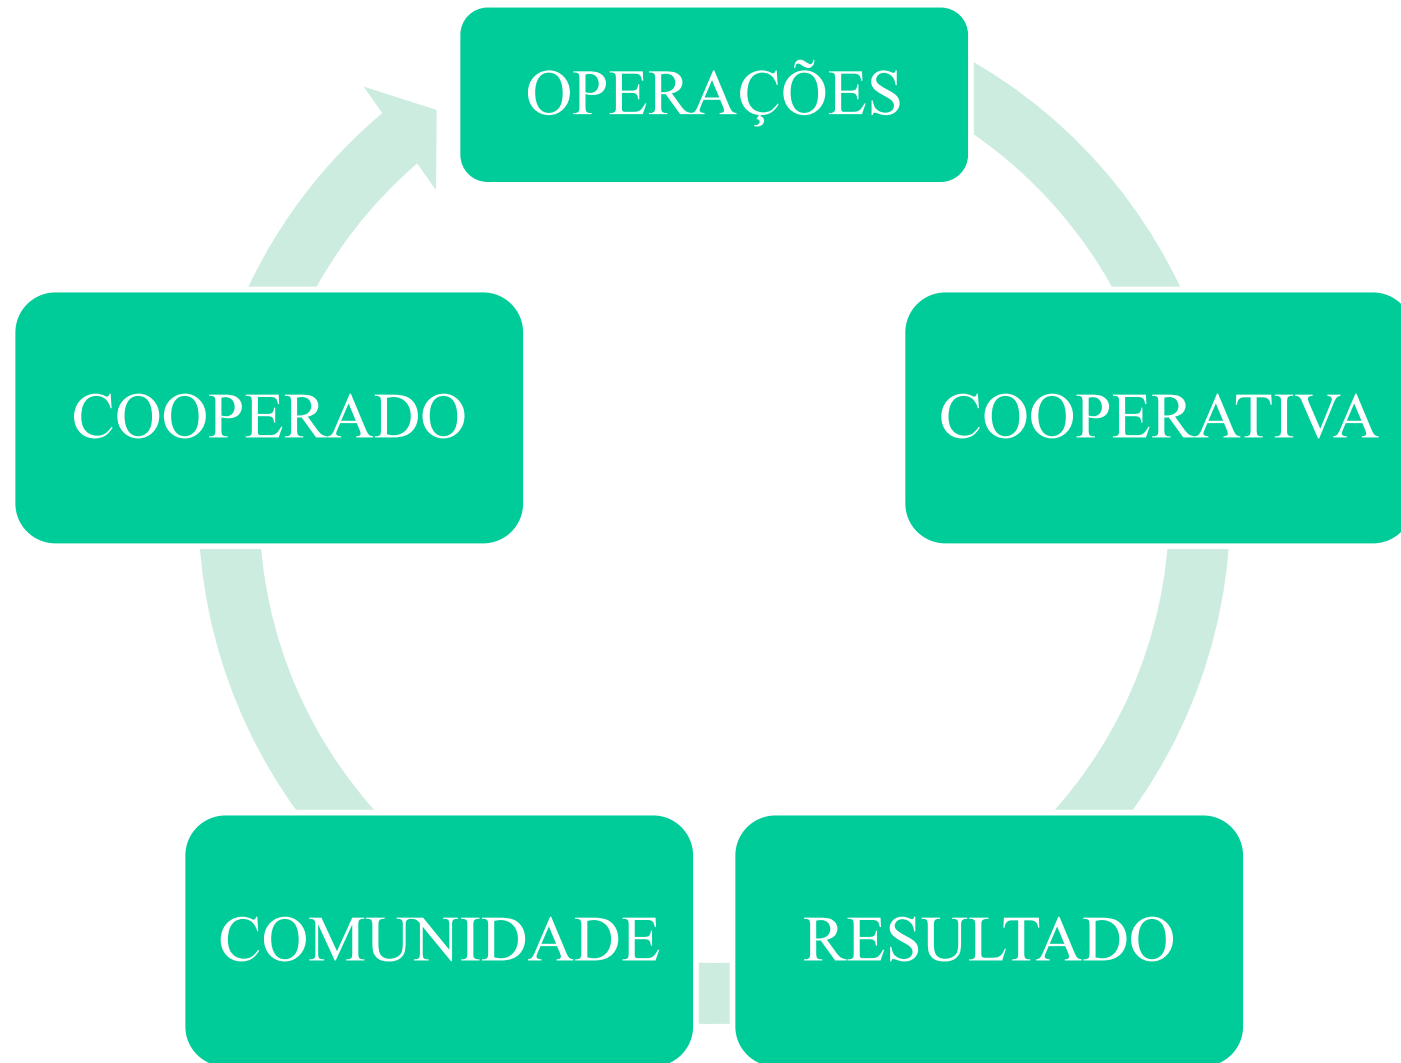 OPERAÇÕES
COOPERADO
COOPERATIVA
COMUNIDADE
RESULTADO